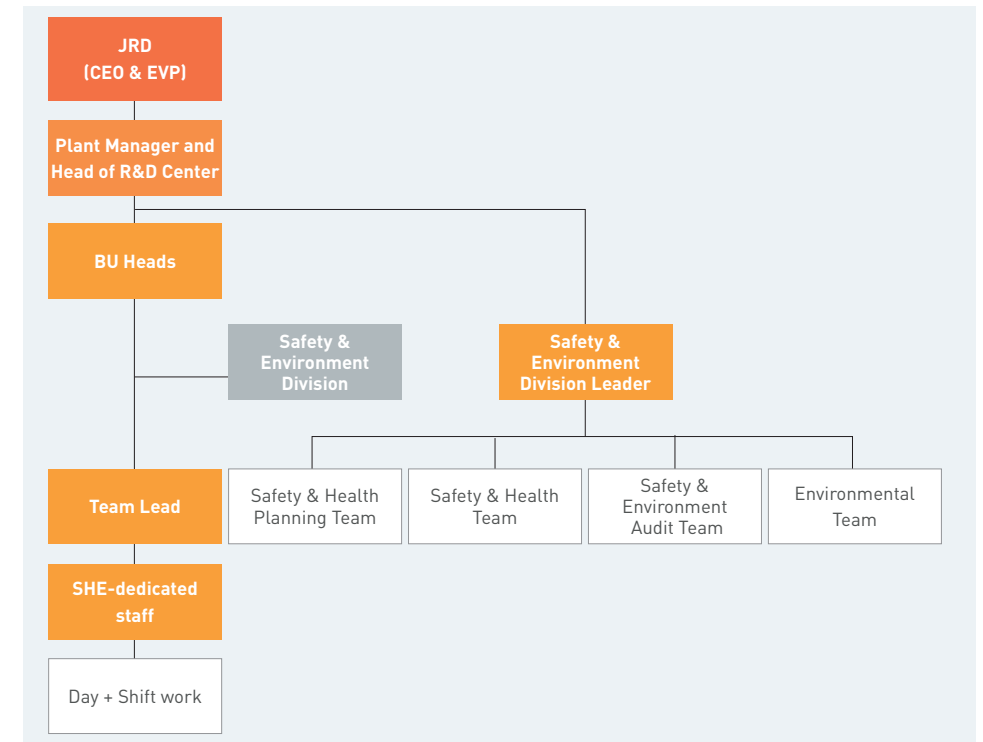 JRD
(CEO & EVP)
Plant Manager and
Head of R&D Center
BU Heads
Safety &
Environment
Division
Safety &
Environment
Division Leader
Team Lead
Safety & Health
Planning Team
Safety & Health
Team
Safety &
Environment
Audit Team
Environmental
Team
SHE-dedicated
staff
Day + Shift work